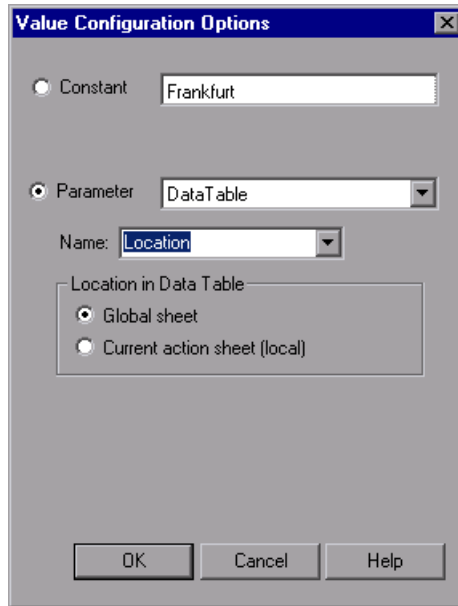 Value Configuration Options
Constant Frankfurt
Parameter DataTable
Name: Location
Location in Data Table
Global sheet
Current action sheet (local)
OK Cancel Help